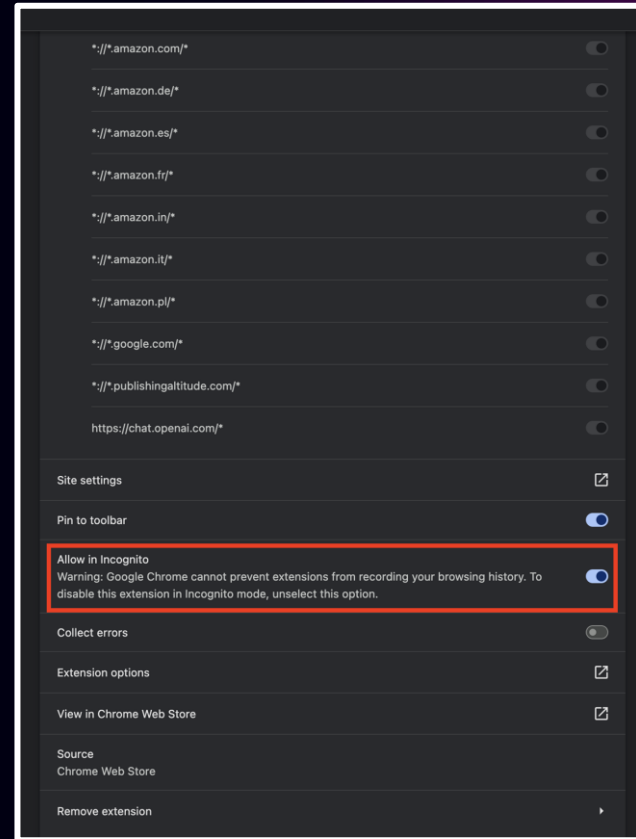 *://*.amazon.com/*
*://*.amazon.de/*
*://*.amazon.es/*
*://*.amazon.fr/*
*://*.amazon.in/*
*://*.amazon.it/*
*://*.amazon.pl/*
*://*.google.com/*
*://*.publishingaltitude.com/*
https://chat.openai.com/*
Site settings
Pin to toolbar
Allow in Incognito
Warning: Google Chrome cannot prevent extensions from recording your browsing history. To
disable this extension in Incognito mode, unselect this option.
Collect errors
Extension options
View in Chrome Web Store
Source
Chrome Web Store
Remove extension